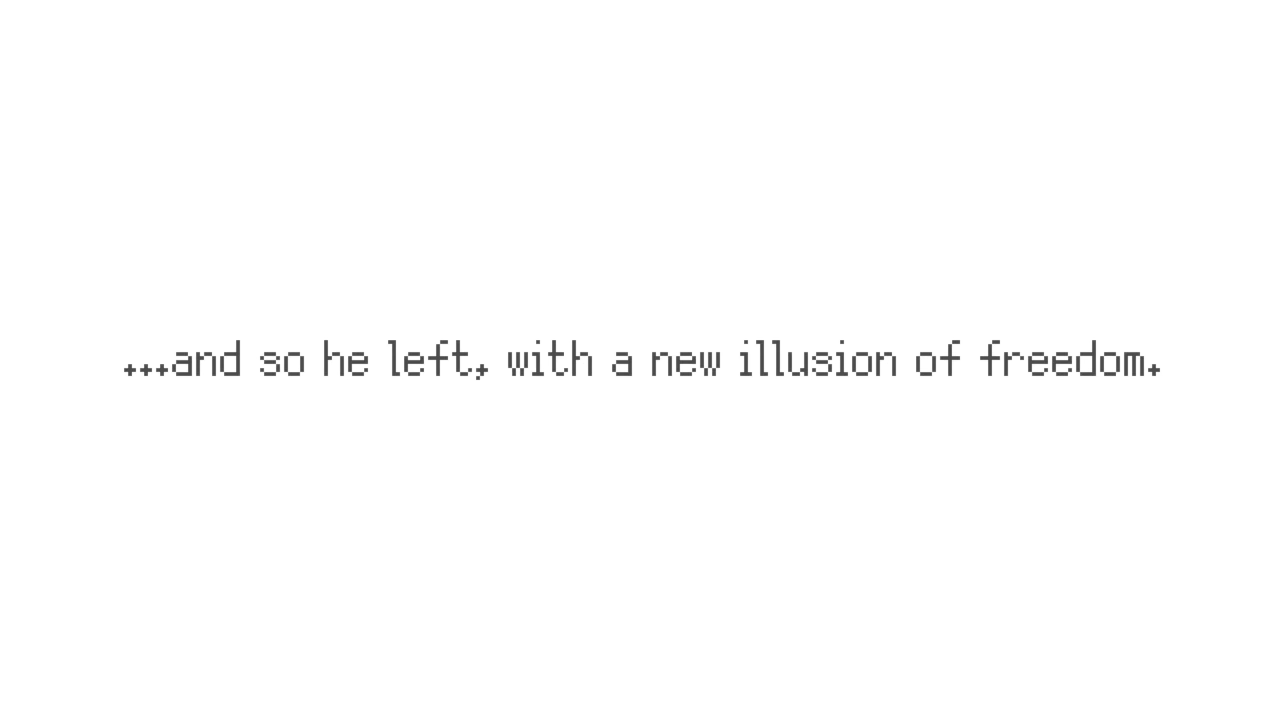 ...and so he left, with a new illusion of freedom.